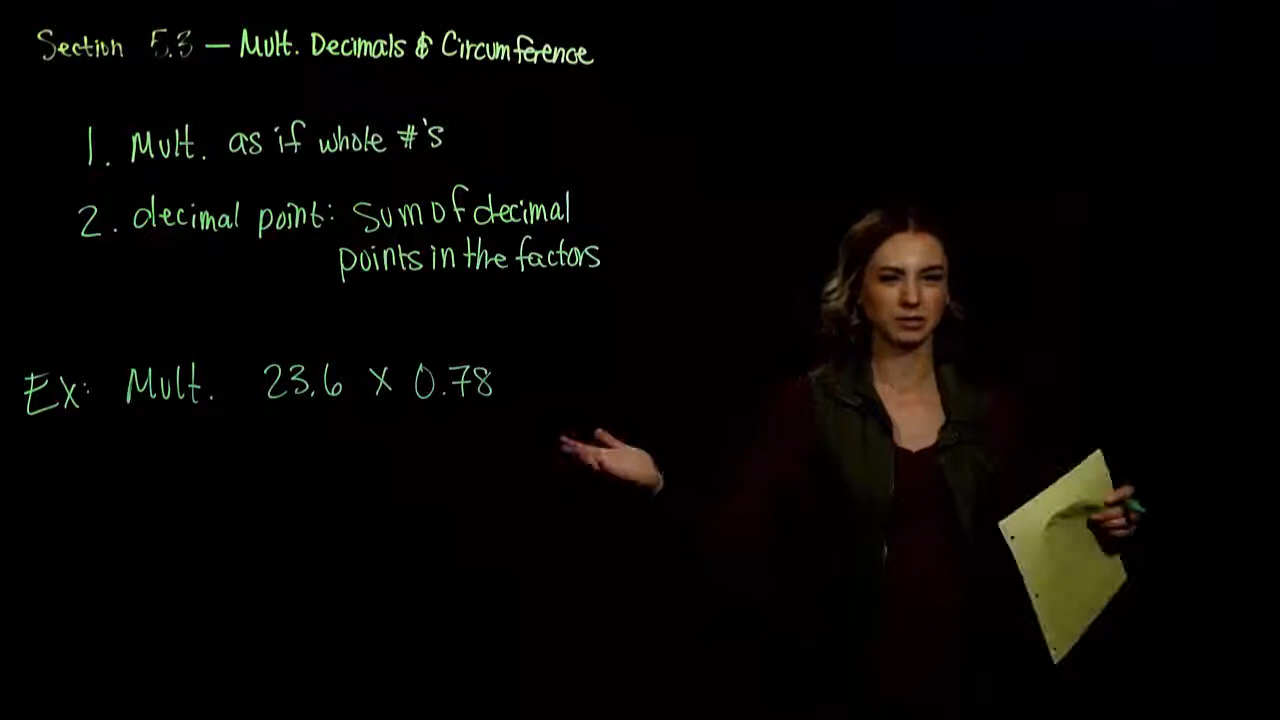 Section 5.3 — Mult. Decimals & Circumference
1. Mult. as if whole #'s
2. decimal point: sum of decimal
points in the factors
Ex: Mult. 23.6 x 0.78